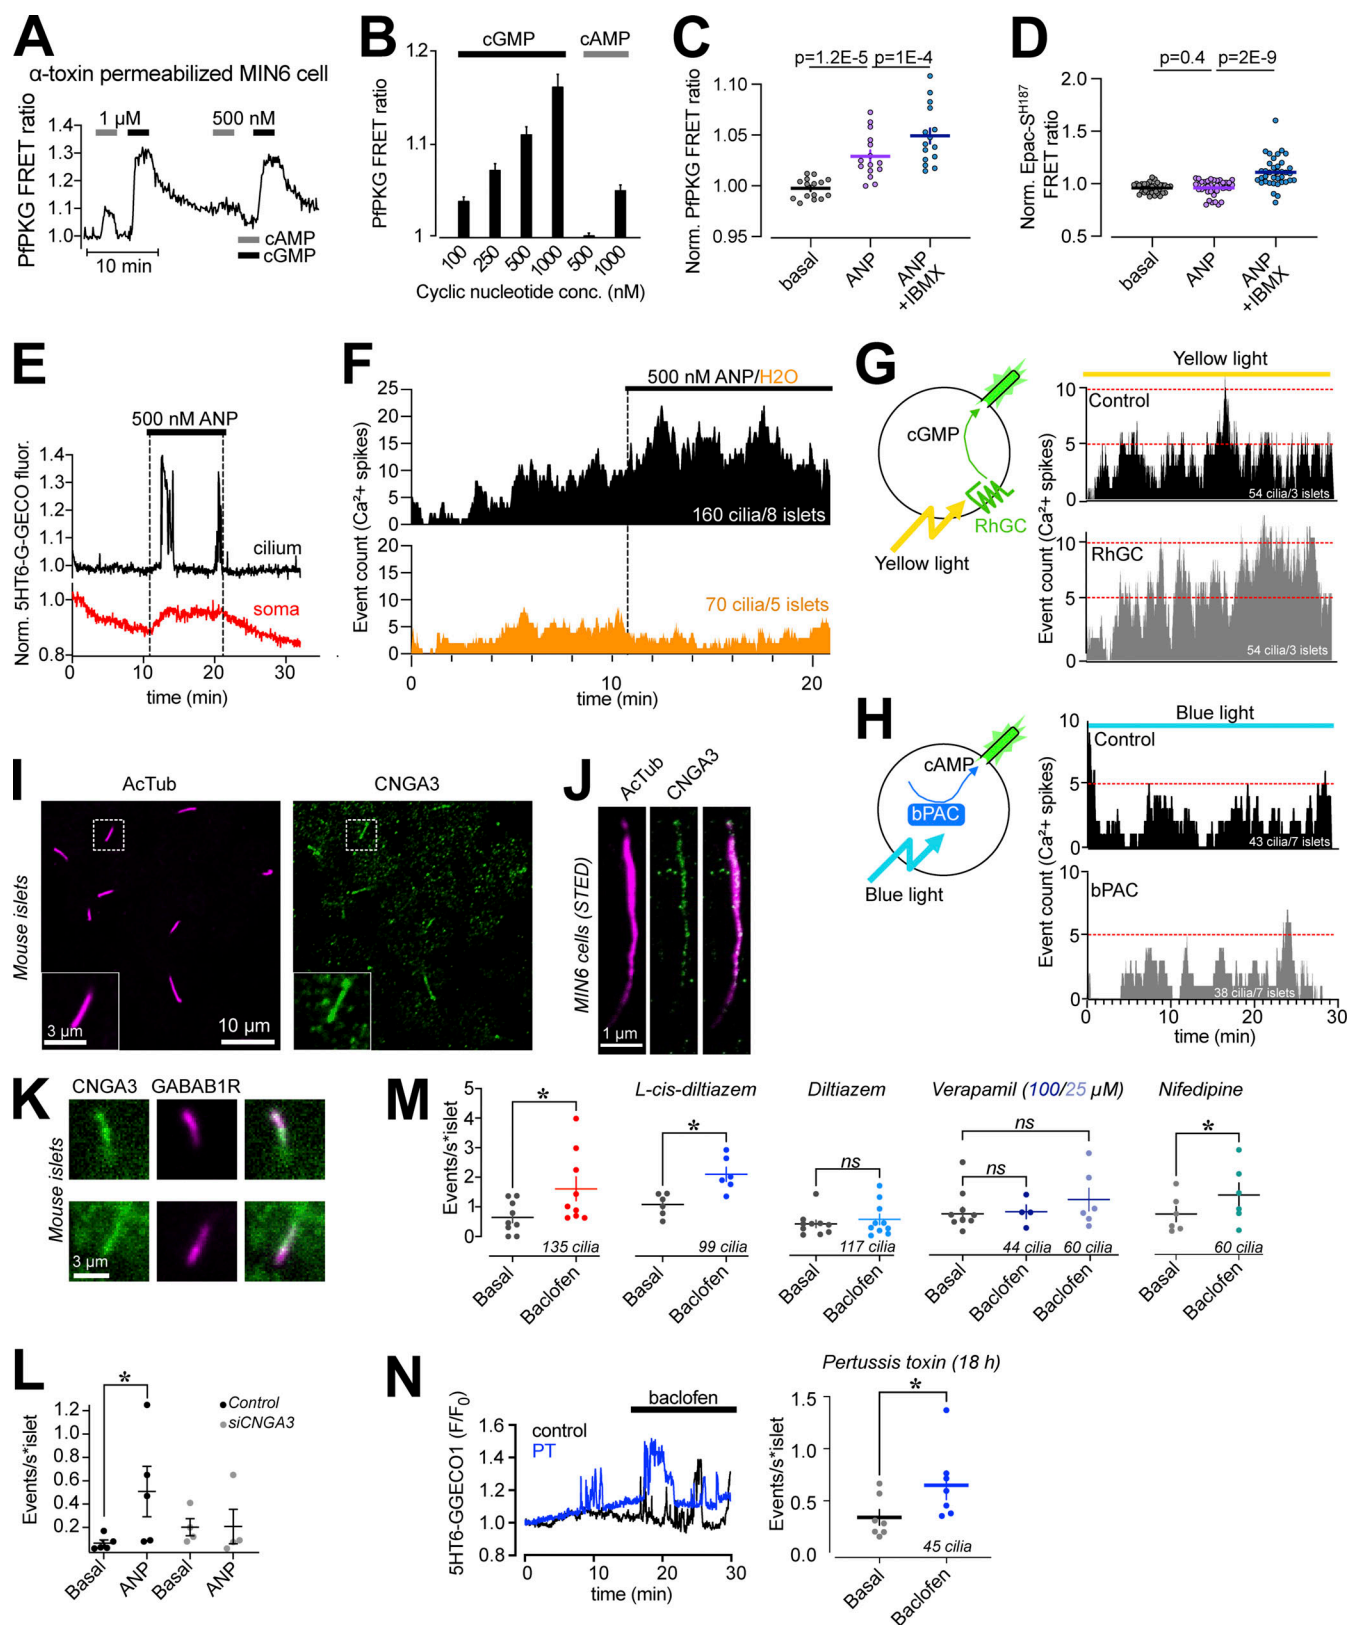 A
α-toxin permeabilized MIN6 cell
PfPKG FRET ratio
1.4
1.3
1.2
1.1
1.0
1 µM
500 nM
cAMP
cGMP
10 min
B
cGMP
cAMP
PfPKG FRET ratio
1.2
1.1
1
100
250
500
1000
500
1000
Cyclic nucleotide conc. (nM)
C
p=1.2E-5
p=1E-4
Norm. PfPKG FRET ratio
1.10
1.05
1.00
0.95
basal
ANP
ANP
+IBMX
D
p=0.4
p=2E-9
Norm. Epac-S^H187
FRET ratio
2.0
1.5
1.0
0.5
basal
ANP
ANP
+IBMX
E
500 nM ANP
Norm. 5HT6-G-GECO fluor.
1.4
1.3
1.2
1.1
1.0
cilium
1.0
0.8
soma
0
10
20
30
time (min)
F
500 nM ANP/H2O
Event count (Ca²+ spikes)
25
20
15
10
5
0
160 cilia/8 islets
20
15
10
5
0
70 cilia/5 islets
0
10
20
time (min)
G
cGMP
RhGC
Yellow light
Yellow light
Event count (Ca²+ spikes)
10
5
0
Control
54 cilia/3 islets
RhGC
10
5
0
54 cilia/3 islets
H
cAMP
bPAC
Blue light
Blue light
Event count (Ca²+ spikes)
10
5
0
Control
43 cilia/7 islets
bPAC
5
0
38 cilia/7 islets
0
10
20
30
time (min)
I
AcTub
CNGA3
Mouse islets
3 µm
10 µm
J
AcTub
CNGA3
MIN6 cells (STED)
1 µm
K
CNGA3
GABAB1R
Mouse islets
3 µm
L
Events/s*islet
1.2
1.0
0.8
0.6
0.4
0.2
*
Control
siCNGA3
Basal
ANP
Basal
ANP
M
Events/s*islet
5
4
3
2
1
0
*
135 cilia
Basal
Baclofen
L-cis-diltiazem
*
99 cilia
Basal
Baclofen
Diltiazem
ns
117 cilia
Basal
Baclofen
Verapamil (100/25 µM)
ns
ns
44 cilia
60 cilia
Basal
Baclofen
Baclofen
Nifedipine
*
60 cilia
Basal
Baclofen
N
baclofen
5HT6-GGECO1 (F/F₀)
1.6
1.4
1.2
1.0
0.8
control
PT
0
10
20
30
time (min)
Pertussis toxin (18 h)
*
Events/s*islet
1.5
1.0
0.5
0.0
45 cilia
Basal
Baclofen